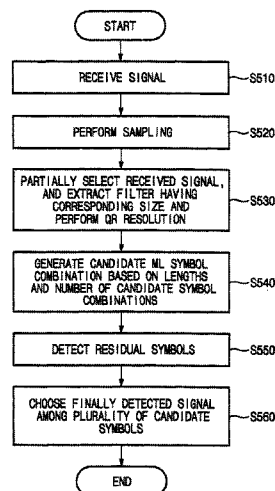 START
RECEIVE SIGNAL
S510
PERFORM SAMPLING
S520
PARTIALLY SELECT RECEIVED SIGNAL,
AND EXTRACT FILTER HAVING
CORRESPONDING SIZE AND
PERFORM QR RESOLUTION
S530
GENERATE CANDIDATE ML SYMBOL
COMBINATION BASED ON LENGTHS
AND NUMBER OF CANDIDATE SYMBOL
COMBINATIONS
S540
DETECT RESIDUAL SYMBOLS
S550
CHOOSE FINALLY DETECTED SIGNAL
AMONG PLURALITY OF CANDIDATE
SYMBOLS
S560
END